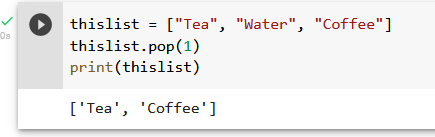 0s
thislist = ["Tea", "Water", "Coffee"]
thislist.pop(1)
print(thislist)
['Tea', 'Coffee']